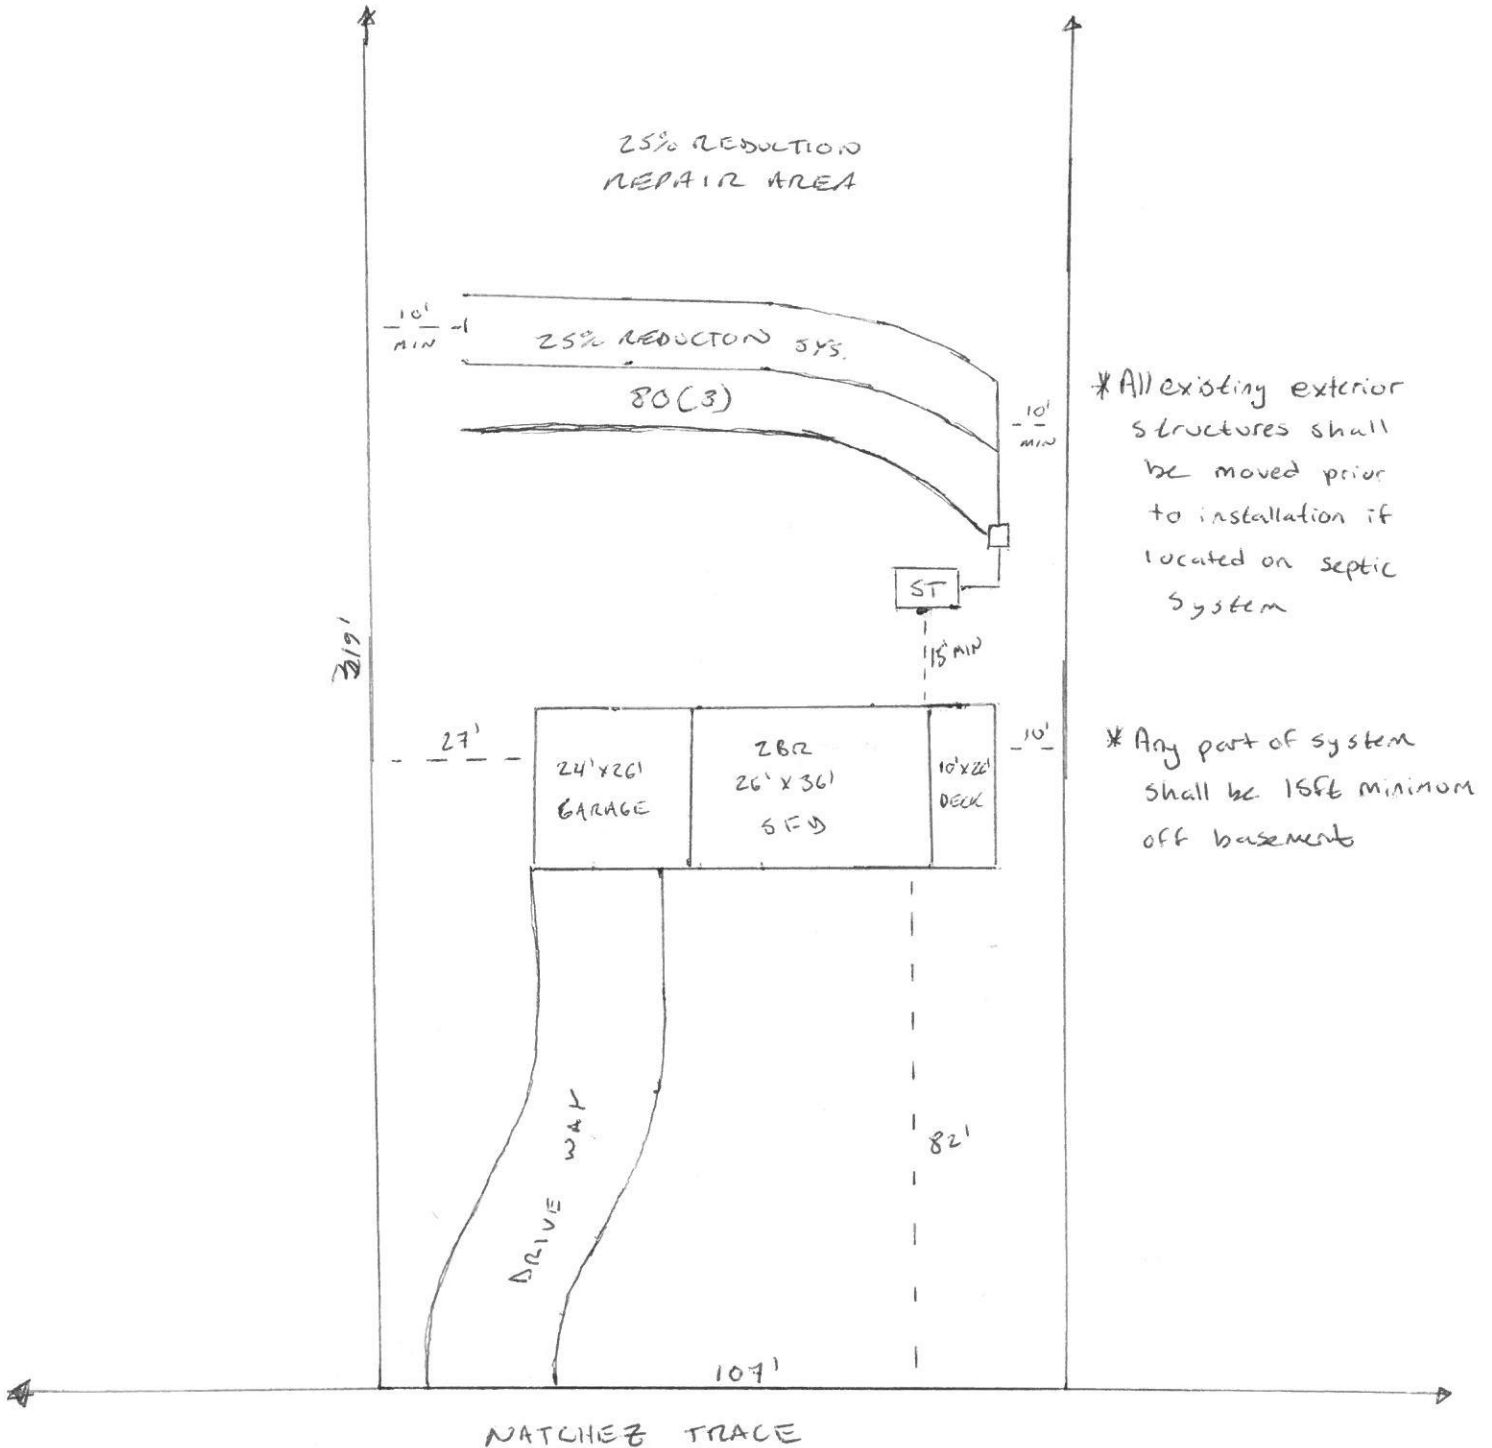 25% REDUCTION
REPAIR AREA
10'
MIN
25% REDUCTON SYS.
80(3)
10'
MIN
* All existing exterior
structures shall
be moved prior
to installation if
located on septic
system
ST
15' MIN
319'
27'
24'x26'
GARAGE
2BR
26' x 36'
SFD
10'x26'
DECK
10'
* Any part of system
shall be 15ft minimum
off basement
DRIVE WAY
82'
107'
NATCHEZ TRACE